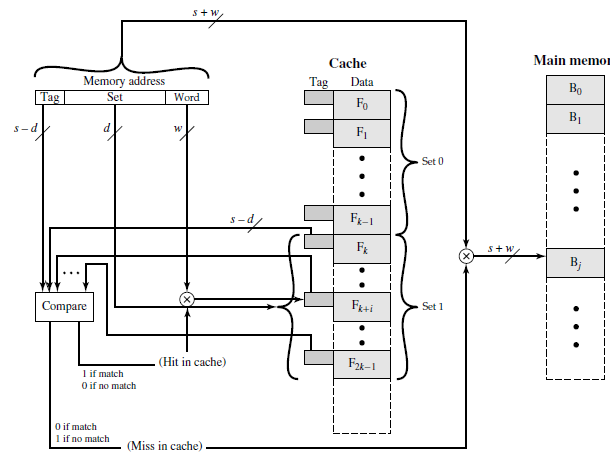 s + w
Cache
Main memor
Memory address
Tag Data
Tag Set Word
B0
F0
B1
s – d
d
w
F1
Set 0
s – d
Fk–1
Fk
s + w
Bj
Compare
Fk+i
Set 1
(Hit in cache)
F2k–1
1 if match
0 if no match
0 if match
1 if no match
(Miss in cache)